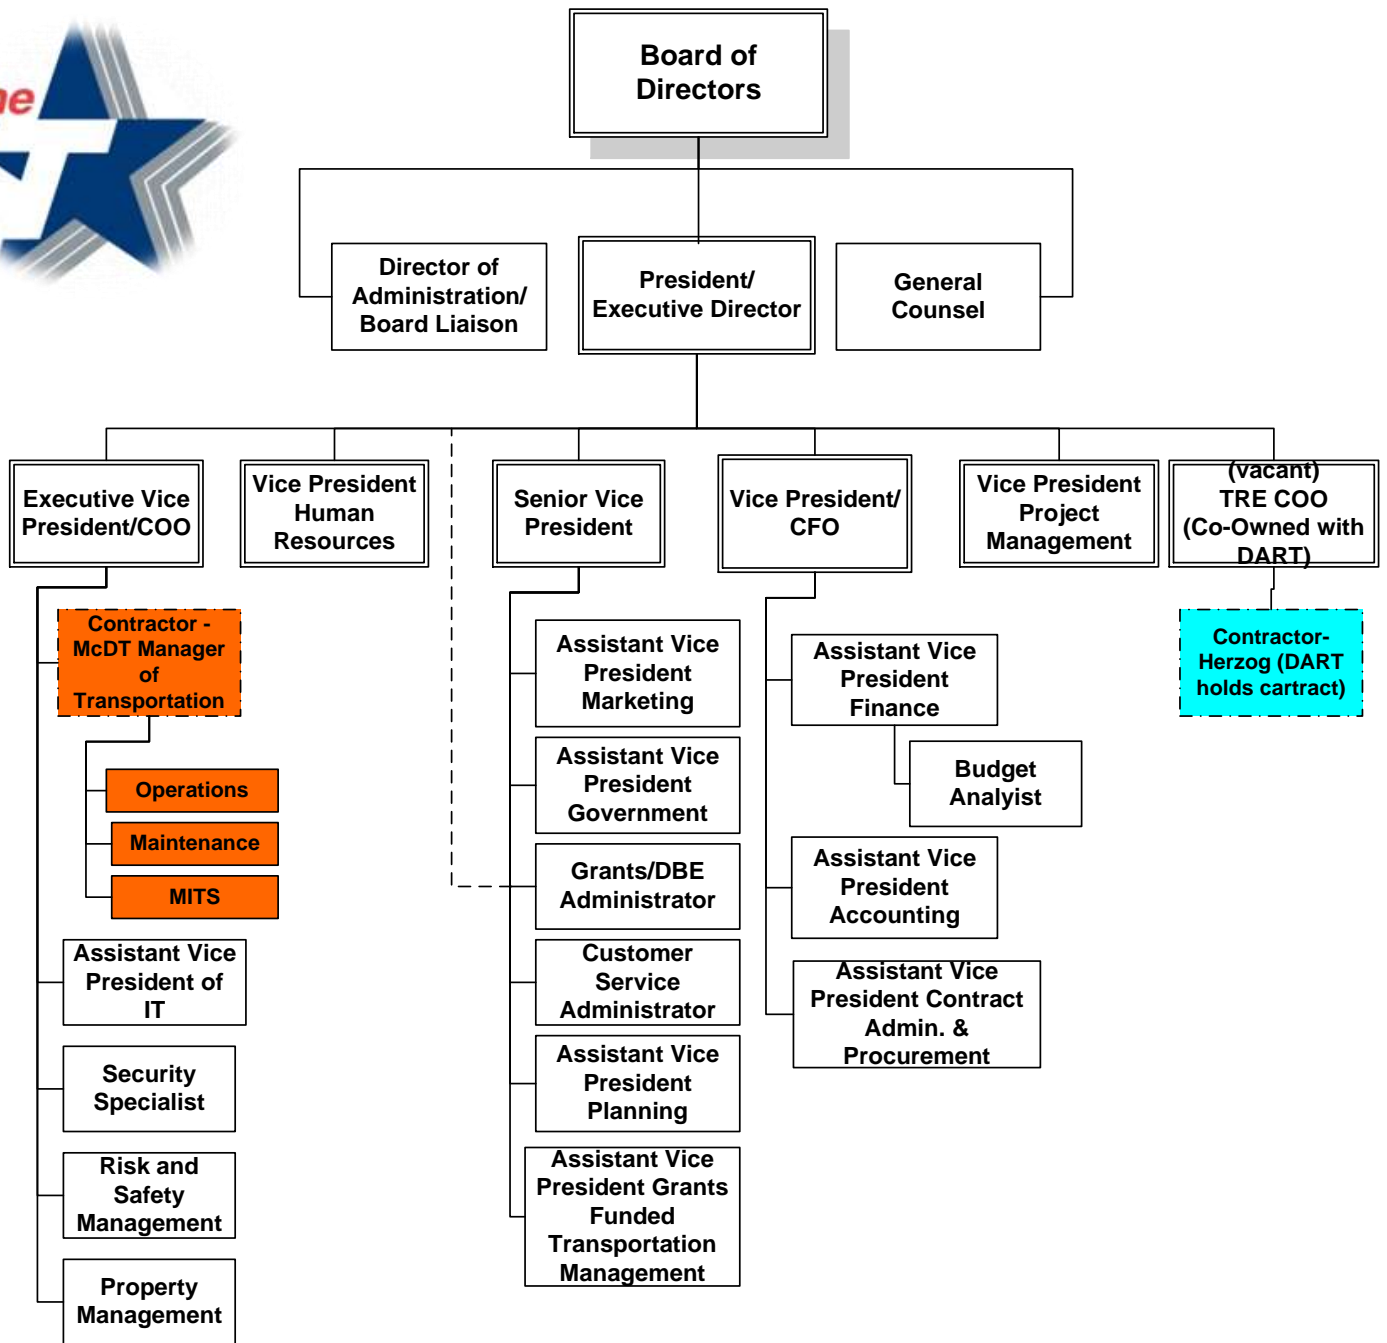 Board of
Directors
Director of
Administration/
Board Liaison
President/
Executive Director
General
Counsel
Executive Vice
President/COO
Vice President
Human
Resources
Senior Vice
President
Vice President/
CFO
Vice President
Project
Management
(vacant)
TRE COO
(Co-Owned with
DART)
Contractor -
McDT Manager
of
Transportation
Operations
Maintenance
MITS
Assistant Vice
President of
IT
Security
Specialist
Risk and
Safety
Management
Property
Management
Assistant Vice
President
Marketing
Assistant Vice
President
Government
Grants/DBE
Administrator
Customer
Service
Administrator
Assistant Vice
President
Planning
Assistant Vice
President Grants
Funded
Transportation
Management
Assistant Vice
President
Finance
Budget
Analyist
Assistant Vice
President
Accounting
Assistant Vice
President Contract
Admin. &
Procurement
Contractor-
Herzog (DART
holds cartract)